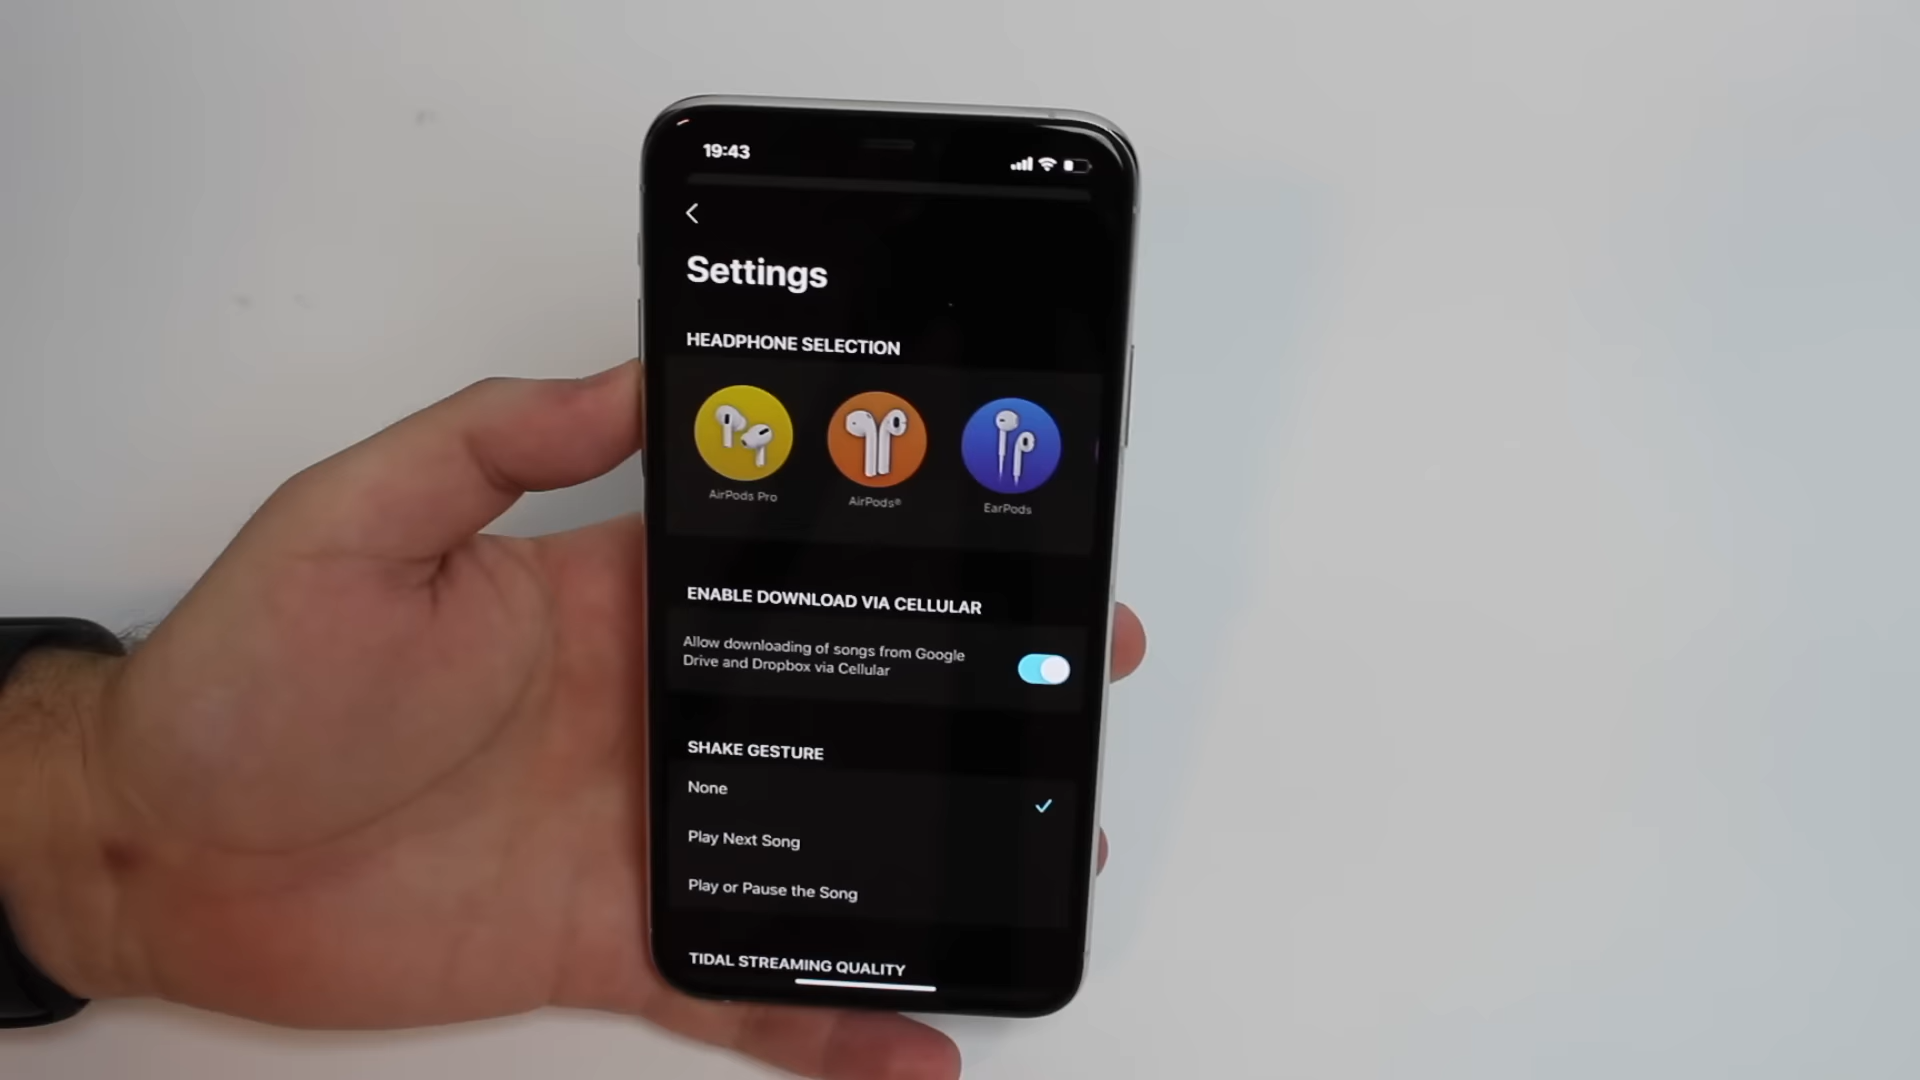 19:43
Settings
HEADPHONE SELECTION
AirPods Pro
AirPods®
EarPods
ENABLE DOWNLOAD VIA CELLULAR
Allow downloading of songs from Google
Drive and Dropbox via Cellular
SHAKE GESTURE
None
Play Next Song
Play or Pause the Song
TIDAL STREAMING QUALITY